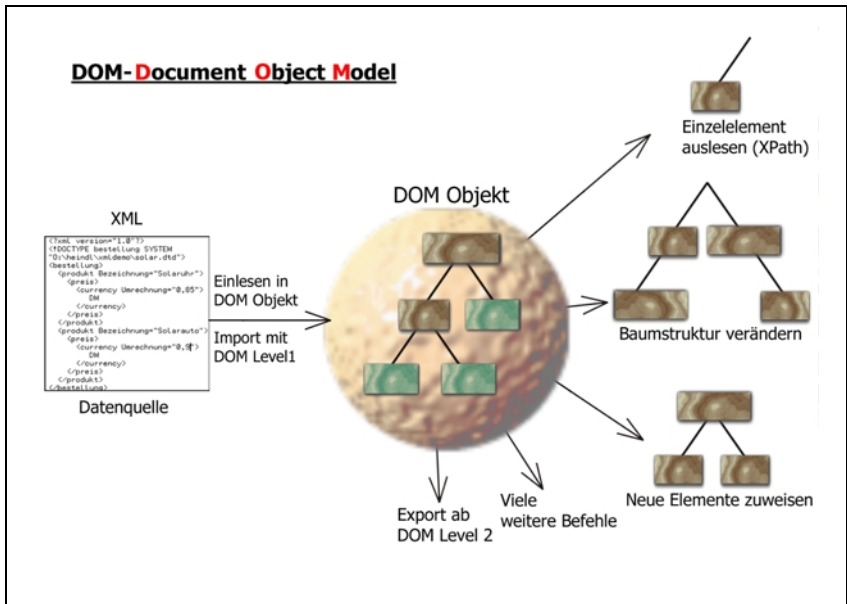 DOM-Document Object Model
XML
<?xml version="1.0"?>
<!DOCTYPE bestellung SYSTEM
"O:\heindl\xmldemo\solar.dtd">
<bestellung>
<produkt Bezeichnung="Solaruhr">
<preis>
<currency Umrechnung="0,85">
DM
</currency>
</preis>
</produkt>
<produkt Bezeichnung="Solarauto">
<preis>
<currency
DM
</currency>
</preis>
</produkt>
</bestellung>
Datenquelle
Einlesen in
DOM Objekt
Import mit
DOM Level1
DOM Objekt
Einzelelement
auslesen (XPath)
Baumstruktur verändern
Neue Elemente zuweisen
Viele
weitere Befehle
Export ab
DOM Level 2